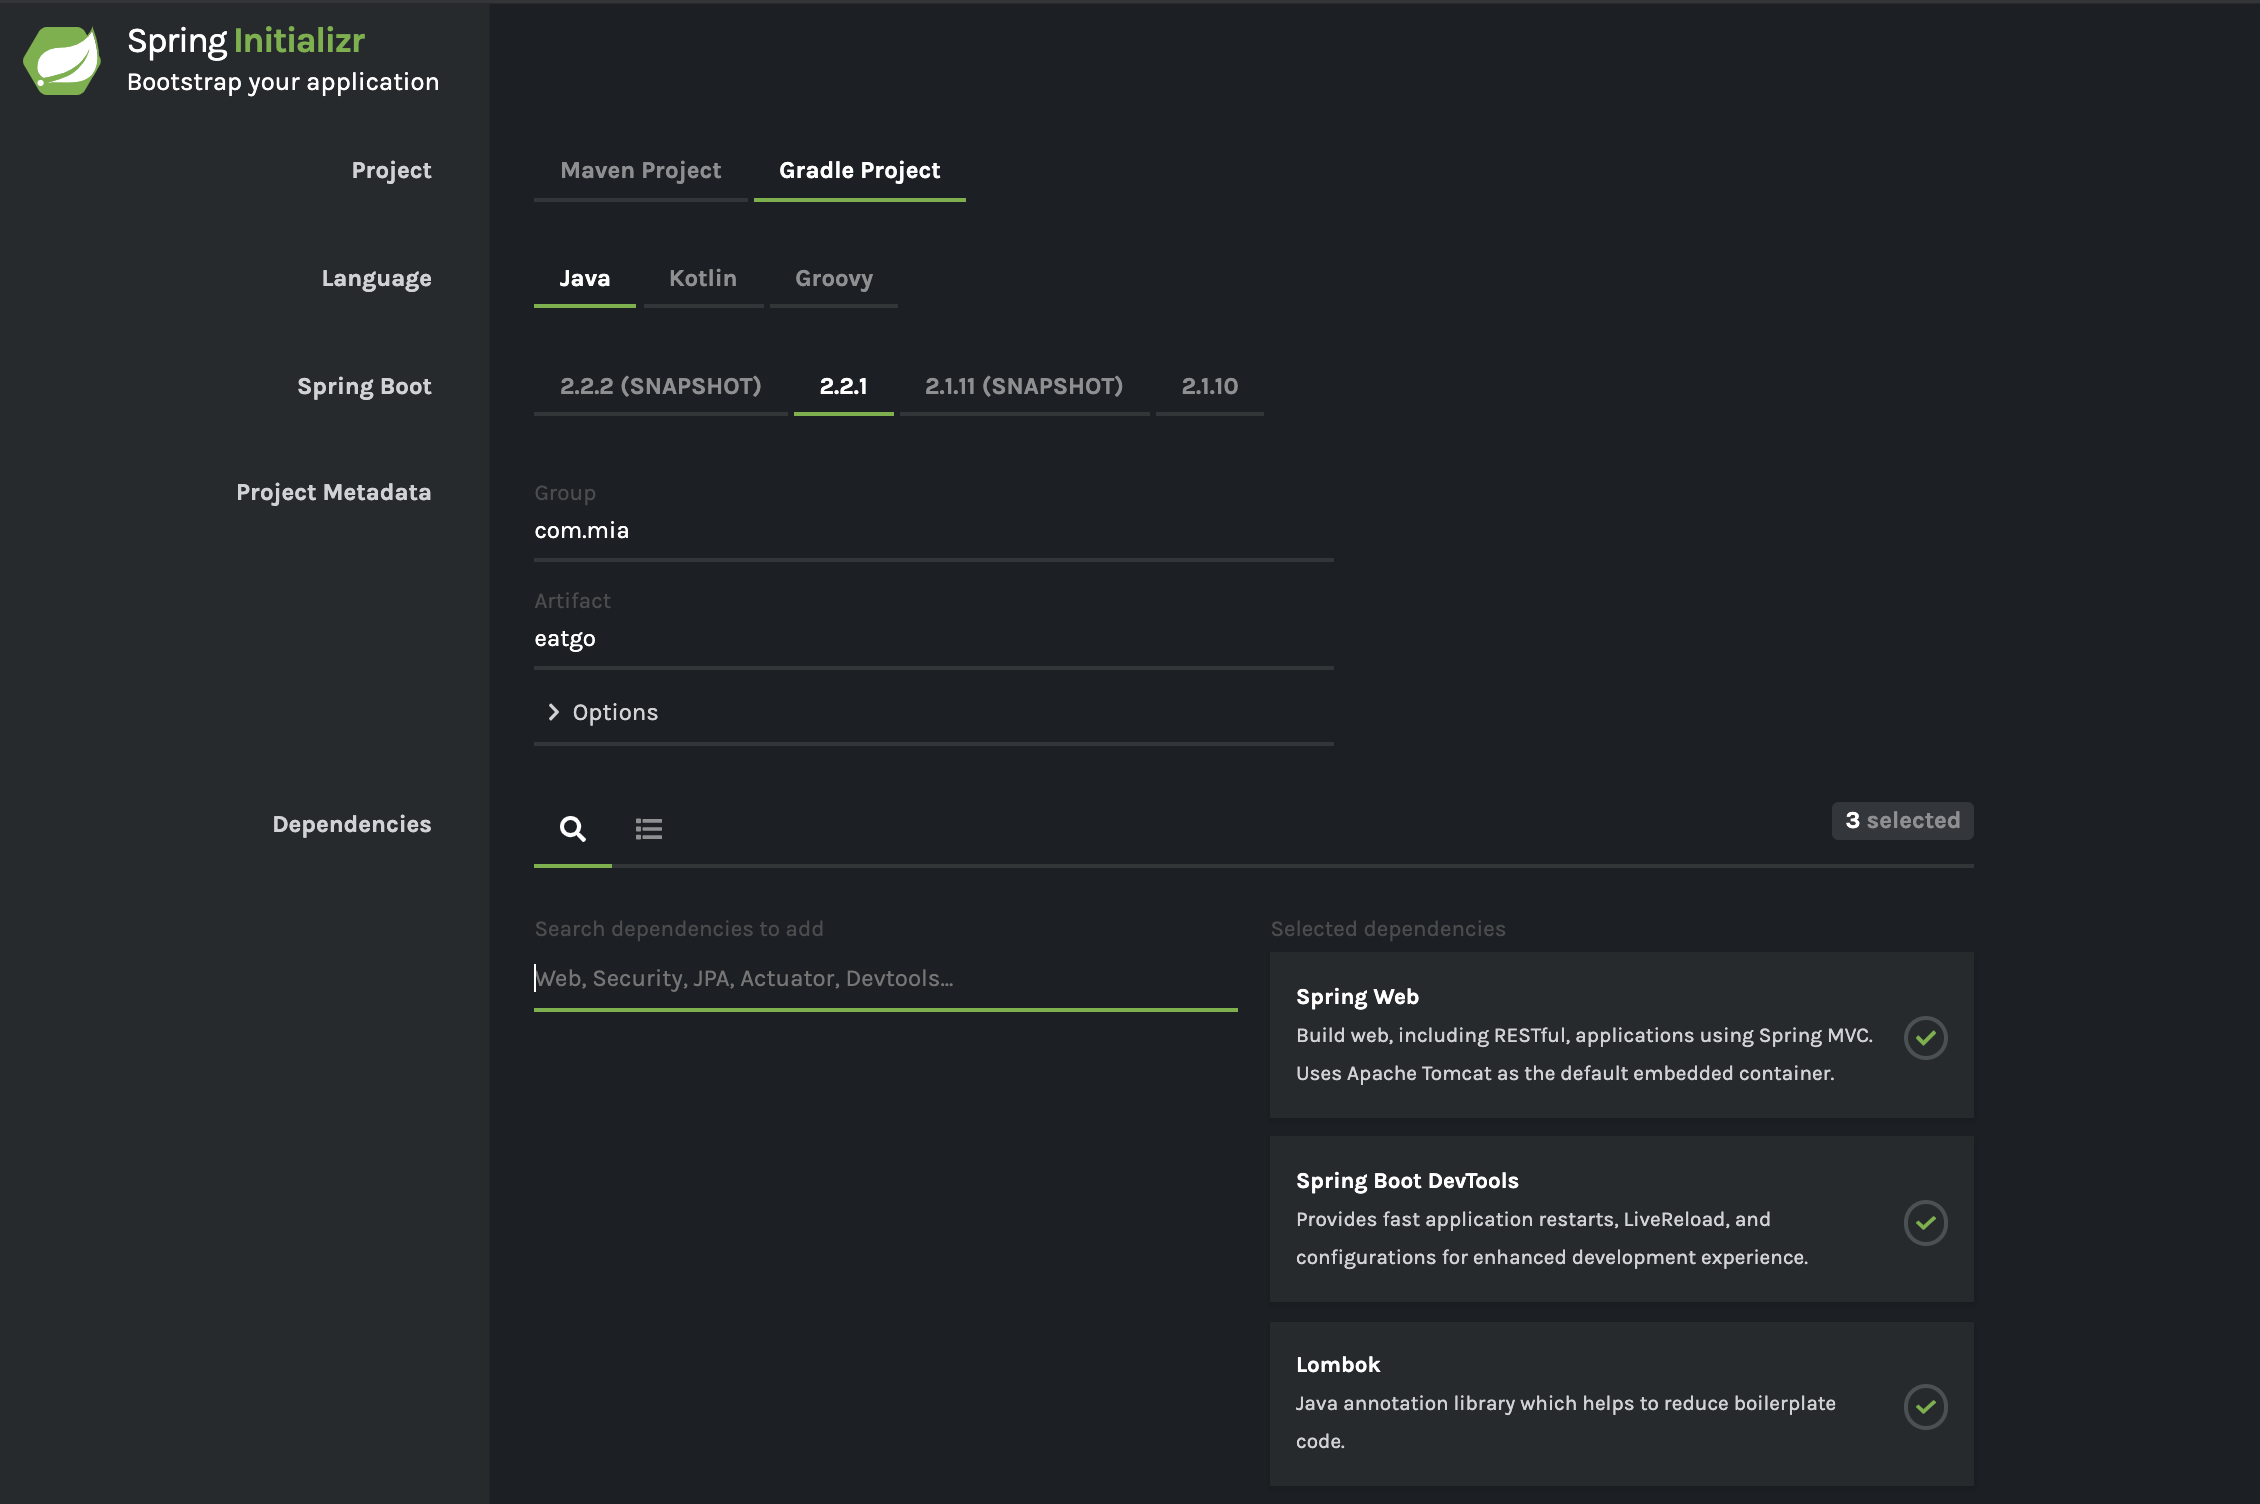 Spring Initializr
Bootstrap your application
Project
Maven Project
Gradle Project
Language
Java
Kotlin
Groovy
Spring Boot
2.2.2 (SNAPSHOT)
2.2.1
2.1.11 (SNAPSHOT)
2.1.10
Project Metadata
Group
com.mia
Artifact
eatgo
Options
Dependencies
3 selected
Search dependencies to add
Web, Security, JPA, Actuator, Devtools...
Selected dependencies
Spring Web
Build web, including RESTful, applications using Spring MVC.
Uses Apache Tomcat as the default embedded container.
Spring Boot DevTools
Provides fast application restarts, LiveReload, and
configurations for enhanced development experience.
Lombok
Java annotation library which helps to reduce boilerplate
code.